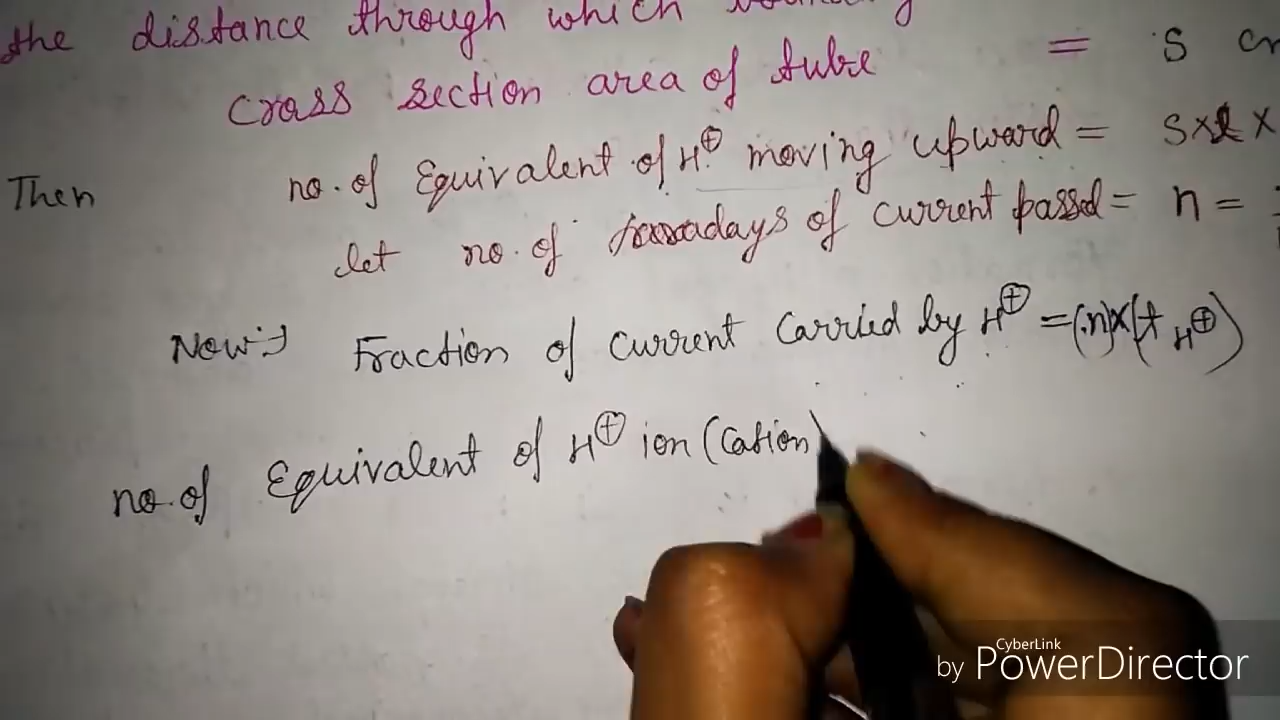 the distance through which
cross section area of tube = S cm
Then no. of Equivalent of H⊕ moving upward = S×l×
let no. of faradays of current passed = n =
Now:⇒ Fraction of current carried by H⊕ = (n)×(t H⊕)
no. of Equivalent of H⊕ ion (Cation)
CyberLink
by PowerDirector